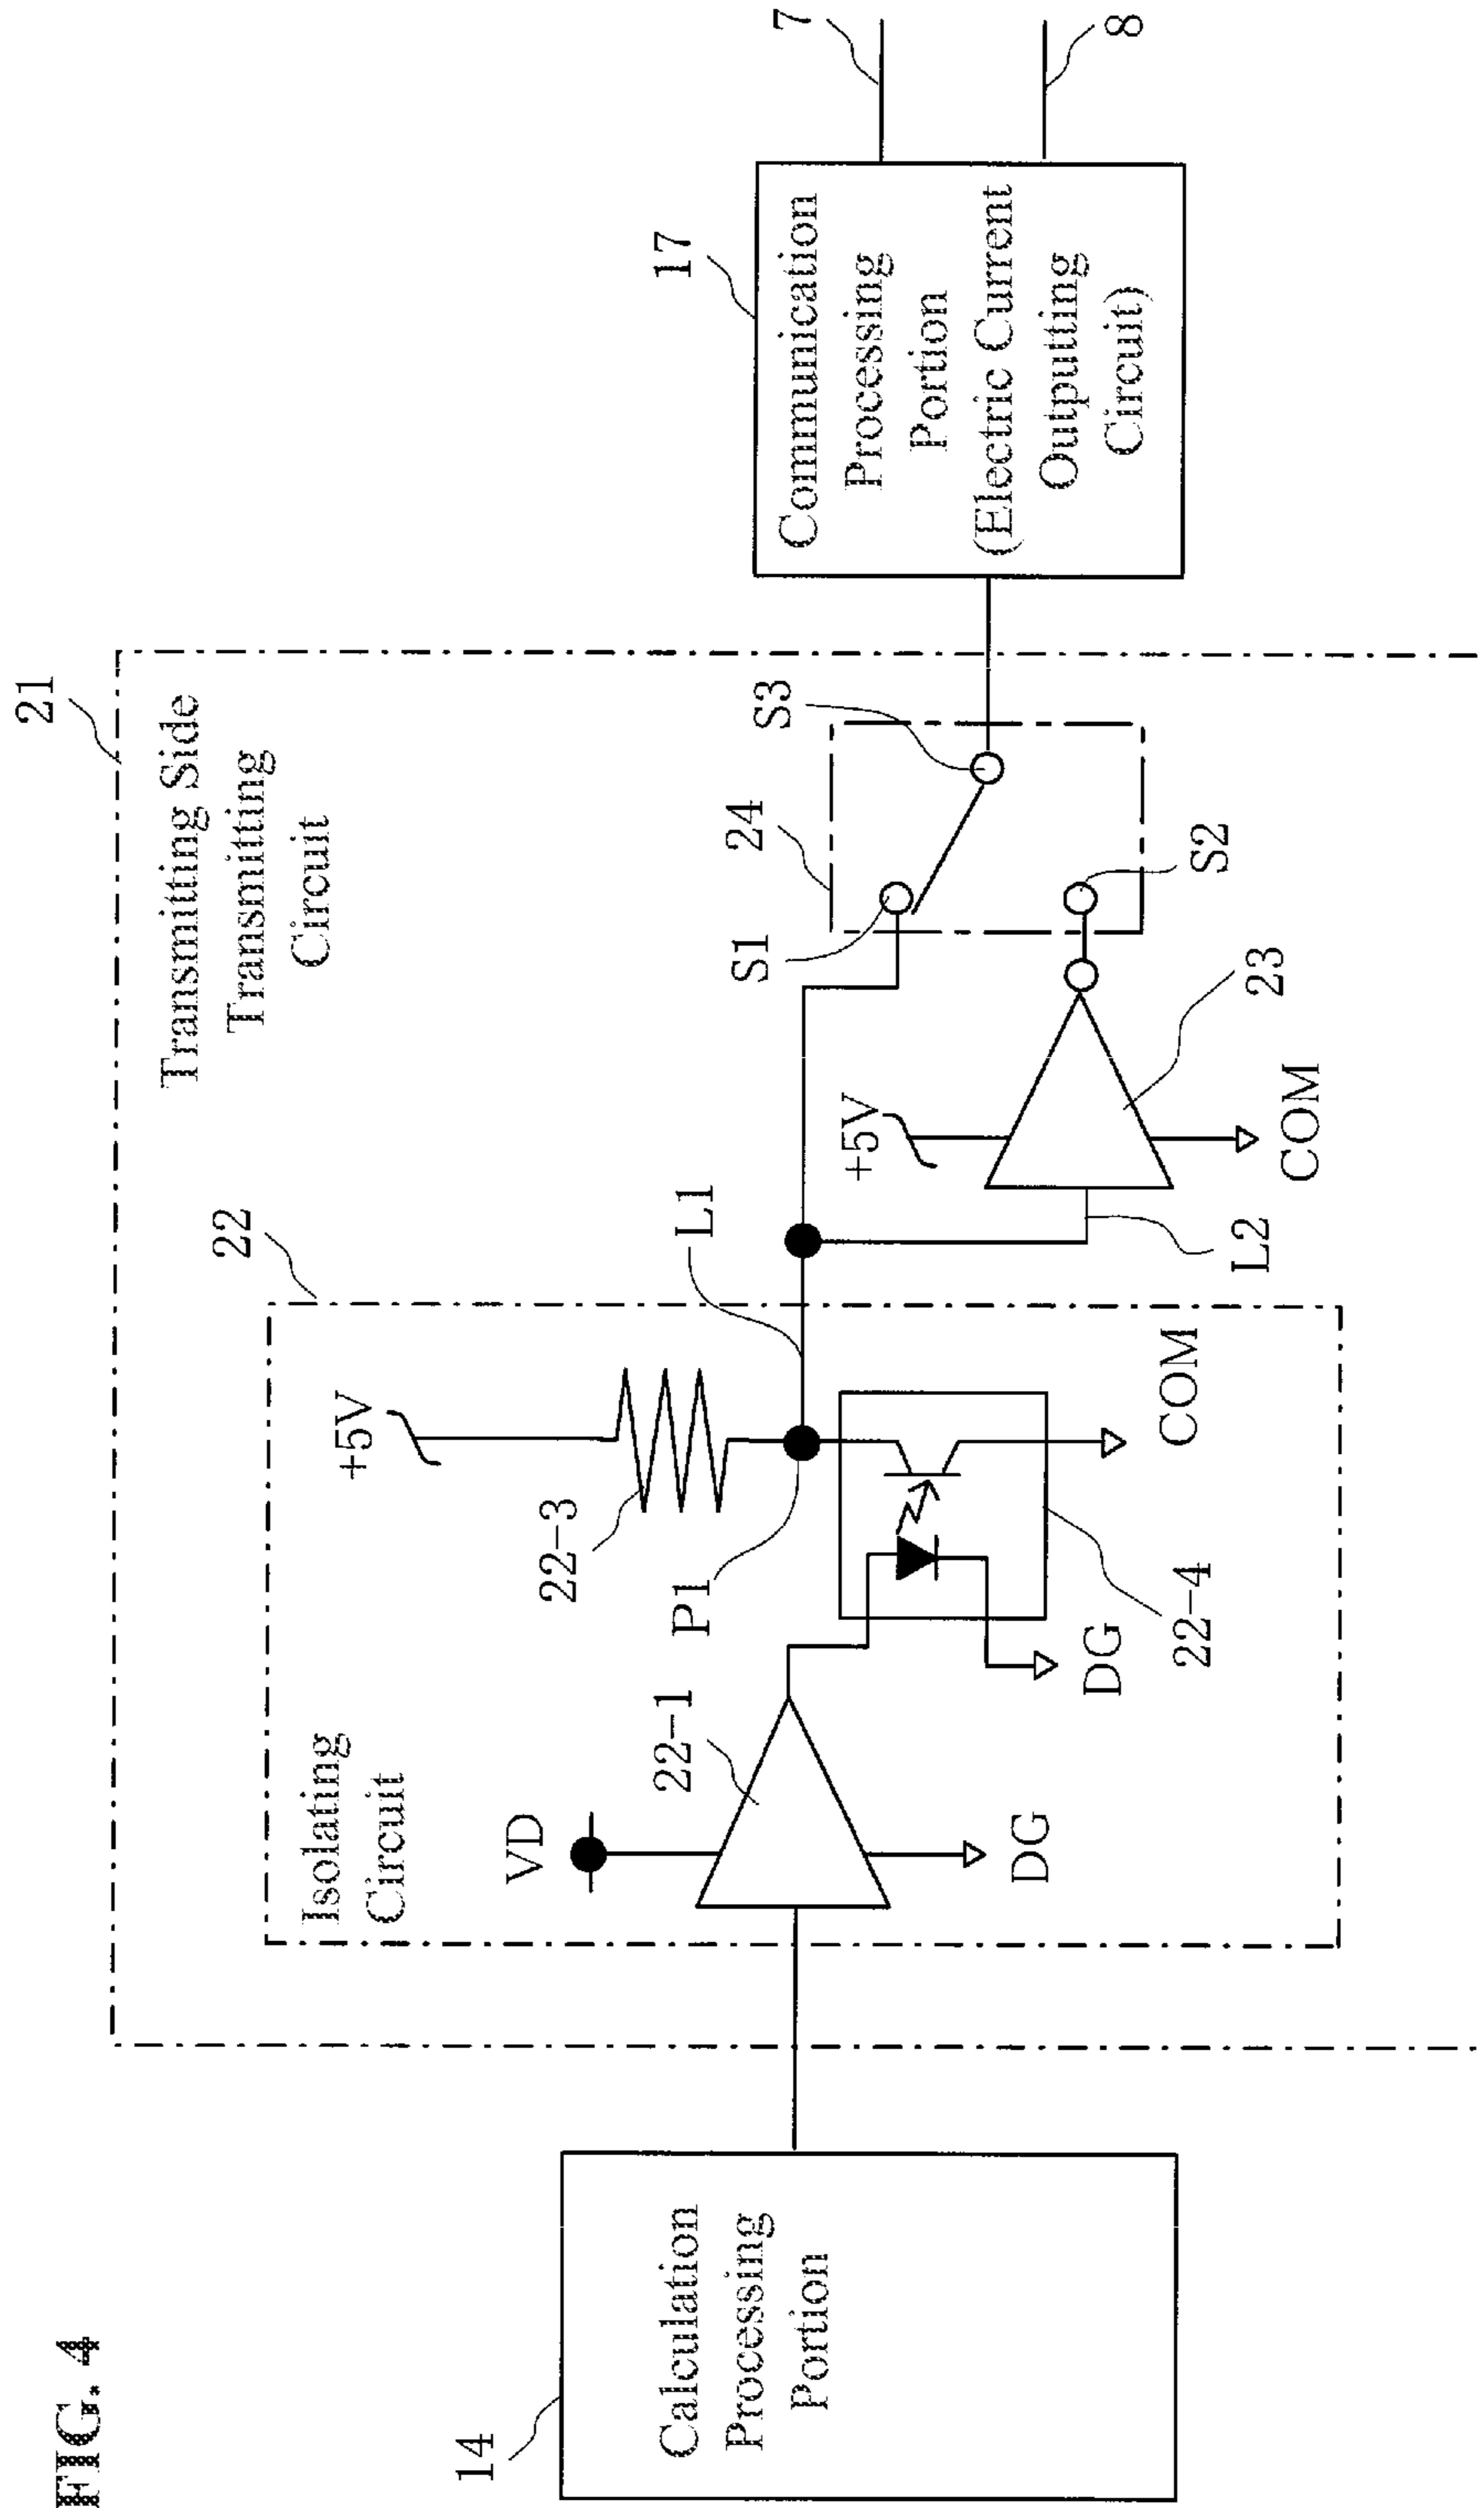 FIG. 4
21
Transmitting Side
Transmitting
Circuit
22
Isolating
Circuit
14
Calculation
Processing
Portion
VD
22-1
DG
+5V
22-3
P1
DG
22-4
COM
L1
L2
+5V
23
COM
24
S1
S2
S3
17
Communication
Processing
Portion
(Electric Current
Outputing
Circuit)
7
8